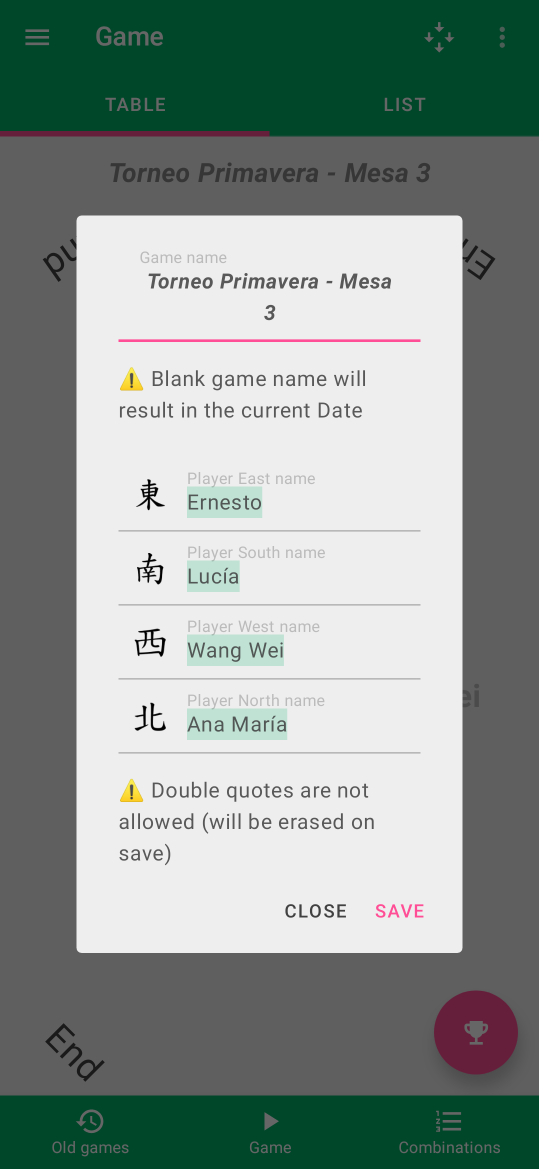 Game
TABLE
LIST
Torneo Primavera - Mesa 3
Game name
Torneo Primavera - Mesa
3
⚠️ Blank game name will
result in the current Date
東
Player East name
Ernesto
南
Player South name
Lucía
西
Player West name
Wang Wei
北
Player North name
Ana María
⚠️ Double quotes are not
allowed (will be erased on
save)
CLOSE
SAVE
End
Old games
Game
Combinations